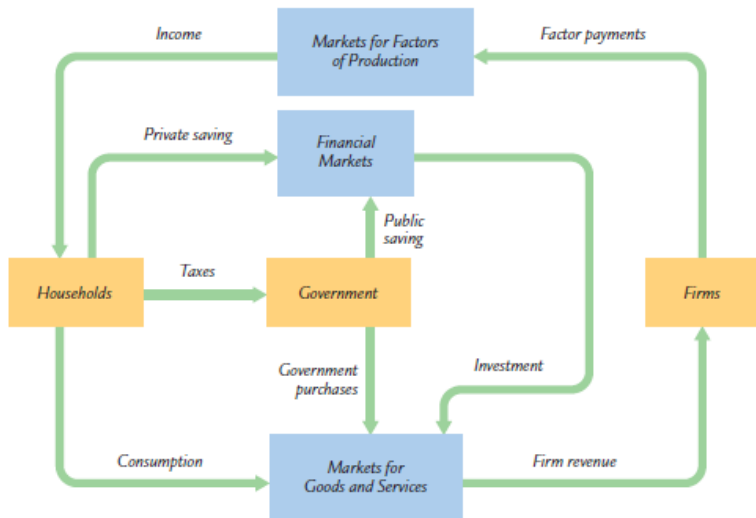 Income
Markets for Factors
of Production
Factor payments
Private saving
Financial
Markets
Public
saving
Households
Taxes
Government
Firms
Government
purchases
Investment
Consumption
Markets for
Goods and Services
Firm revenue